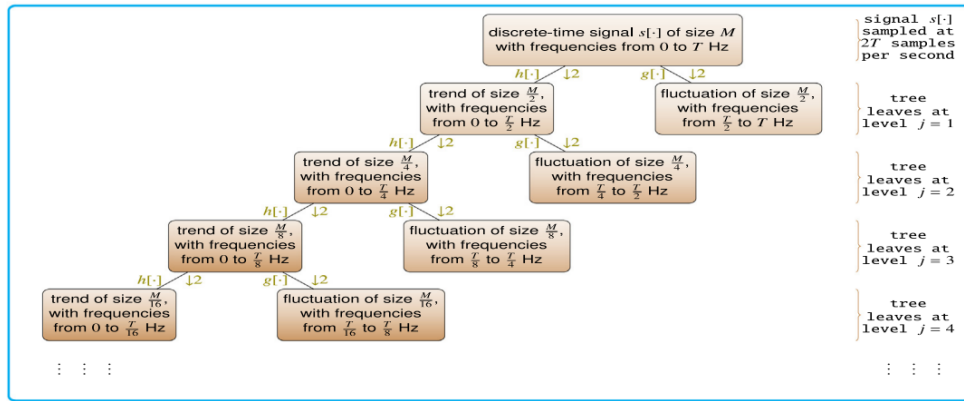 discrete-time signal s[·] of size M
with frequencies from 0 to T Hz
signal s[·]
sampled at
2T samples
per second
h[·] ↓2 g[·] ↓2
trend of size M/2,
with frequencies
from 0 to T/2 Hz
fluctuation of size M/2,
with frequencies
from T/2 to T Hz
tree
leaves at
level j = 1
h[·] ↓2 g[·] ↓2
trend of size M/4,
with frequencies
from 0 to T/4 Hz
fluctuation of size M/4,
with frequencies
from T/4 to T/2 Hz
tree
leaves at
level j = 2
h[·] ↓2 g[·] ↓2
trend of size M/8,
with frequencies
from 0 to T/8 Hz
fluctuation of size M/8,
with frequencies
from T/8 to T/4 Hz
tree
leaves at
level j = 3
h[·] ↓2 g[·] ↓2
trend of size M/16,
with frequencies
from 0 to T/16 Hz
fluctuation of size M/16,
with frequencies
from T/16 to T/8 Hz
tree
leaves at
level j = 4
⋮ ⋮ ⋮ ⋮ ⋮ ⋮